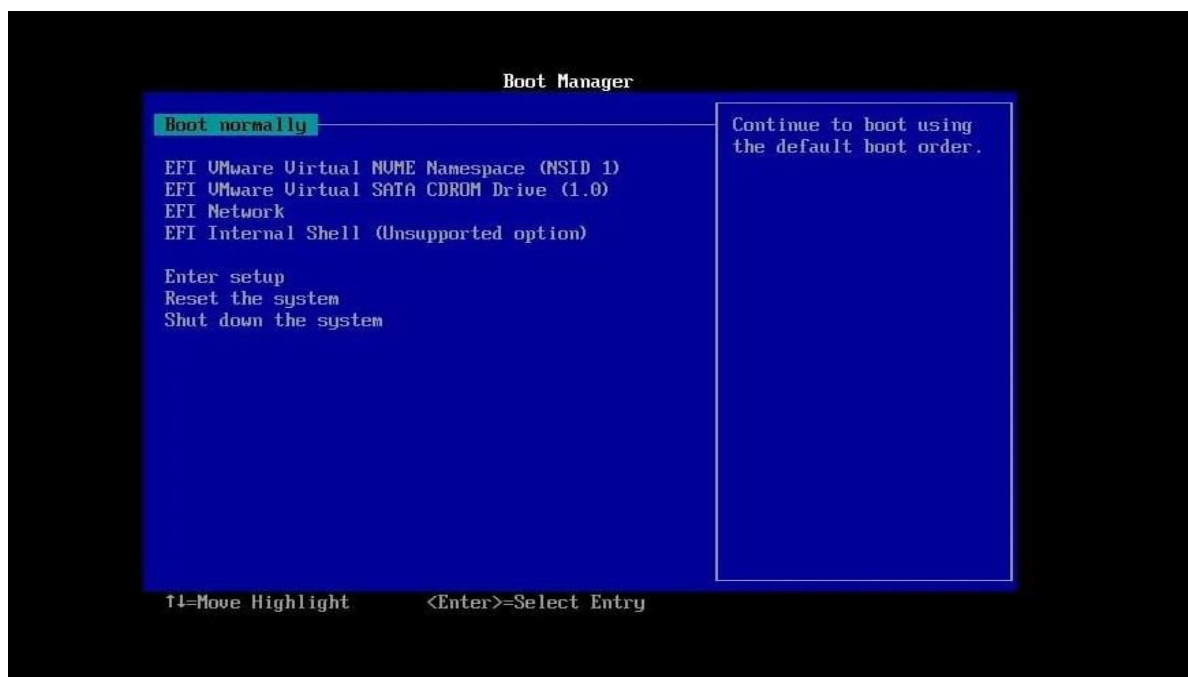 Boot Manager
Boot normally
EFI VMware Virtual NVME Namespace (NSID 1)
EFI VMware Virtual SATA CDROM Drive (1.0)
EFI Network
EFI Internal Shell (Unsupported option)
Enter setup
Reset the system
Shut down the system
Continue to boot using
the default boot order.
↑↓=Move Highlight <Enter>=Select Entry